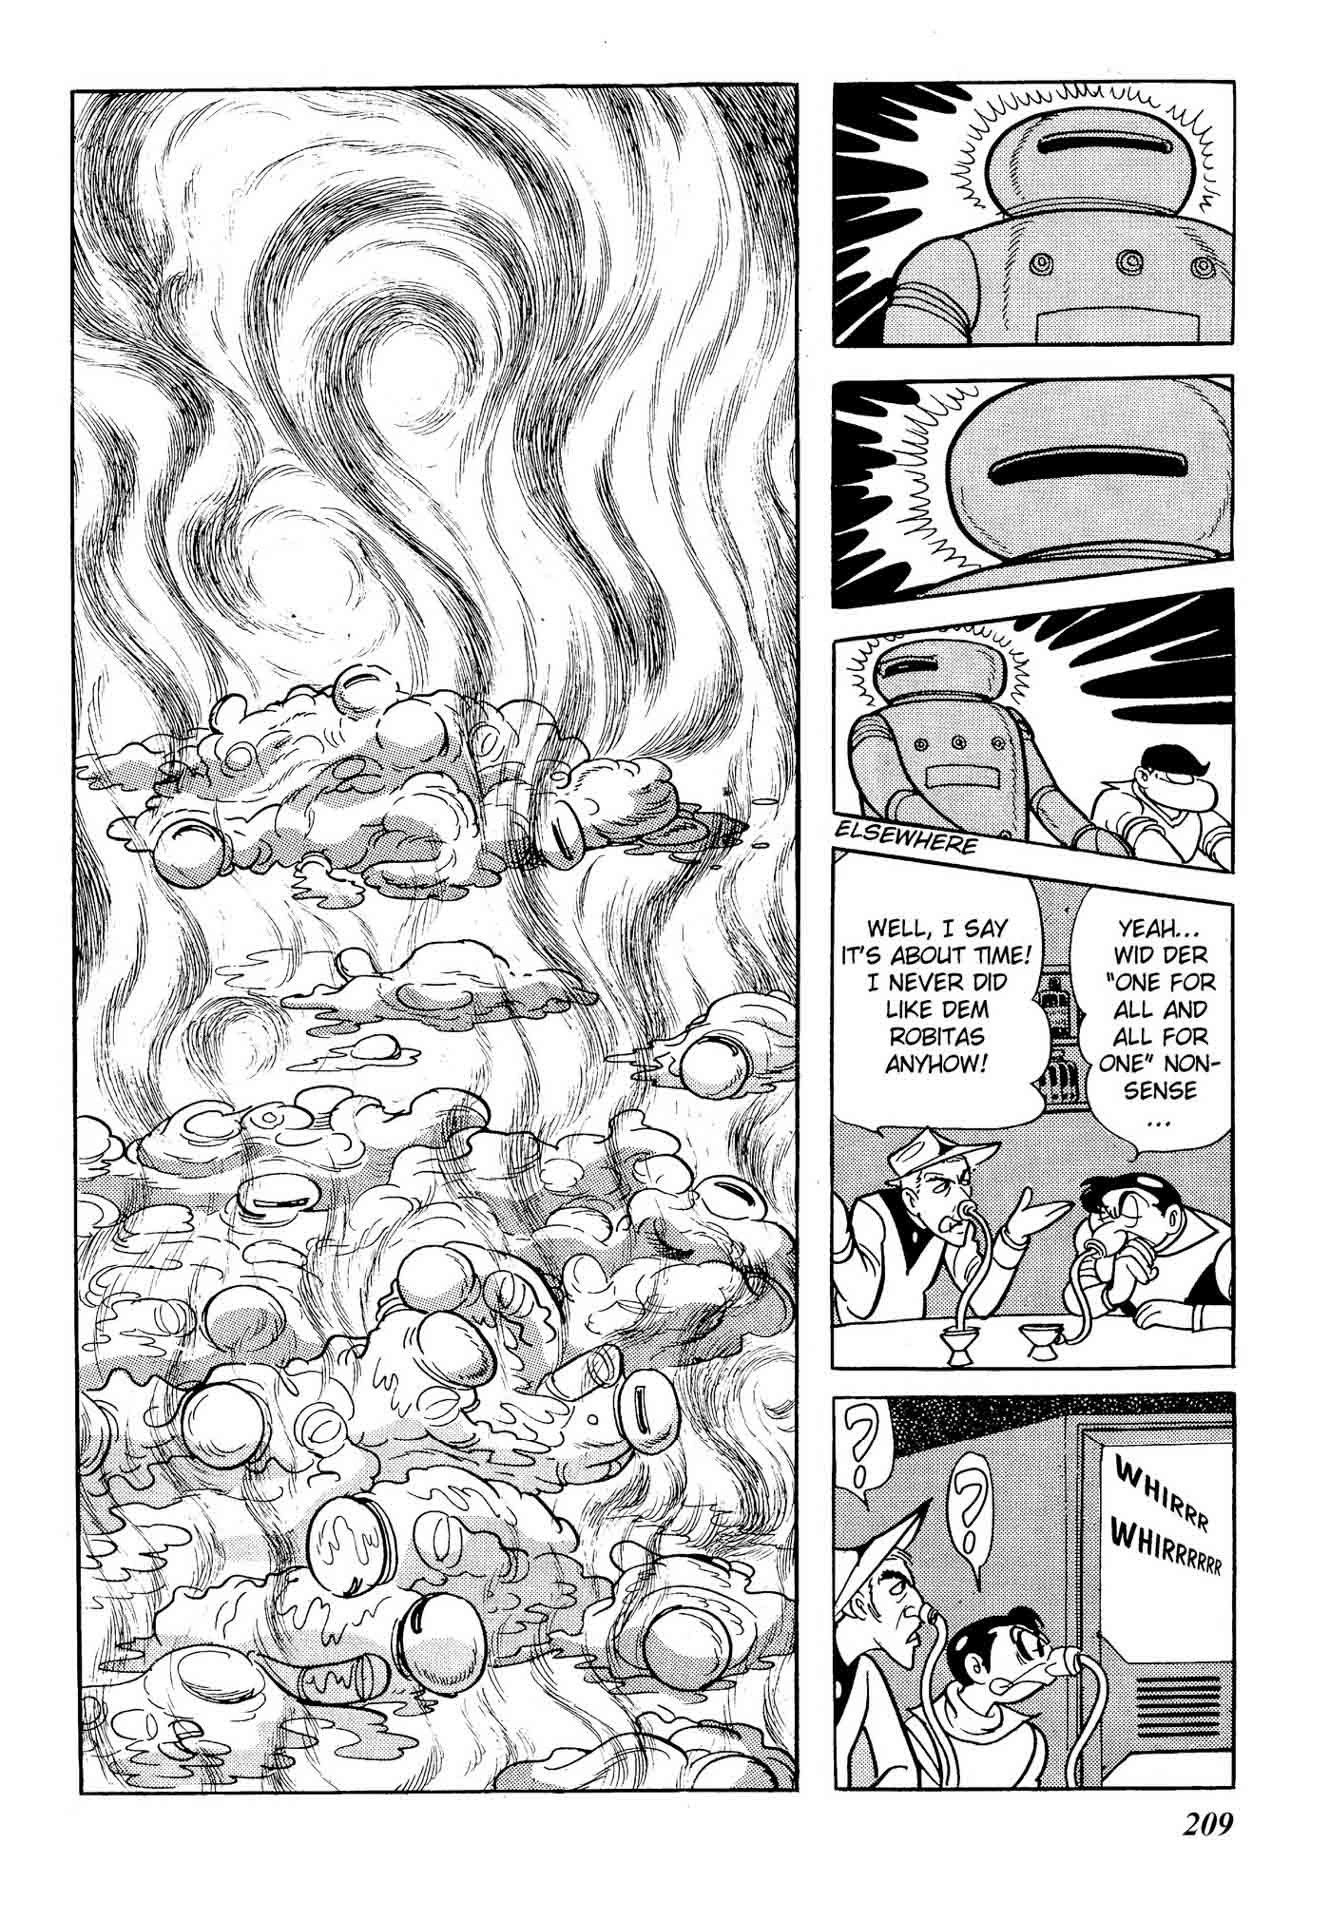 ELSEWHERE
YEAH...
WID DER
"ONE FOR
ALL AND
ALL FOR
ONE" NON-
SENSE
...
WELL, I SAY
IT'S ABOUT TIME!
I NEVER DID
LIKE DEM
ROBITAS
ANYHOW!
WHIRRR
WHIRRRRRR
?
?
209